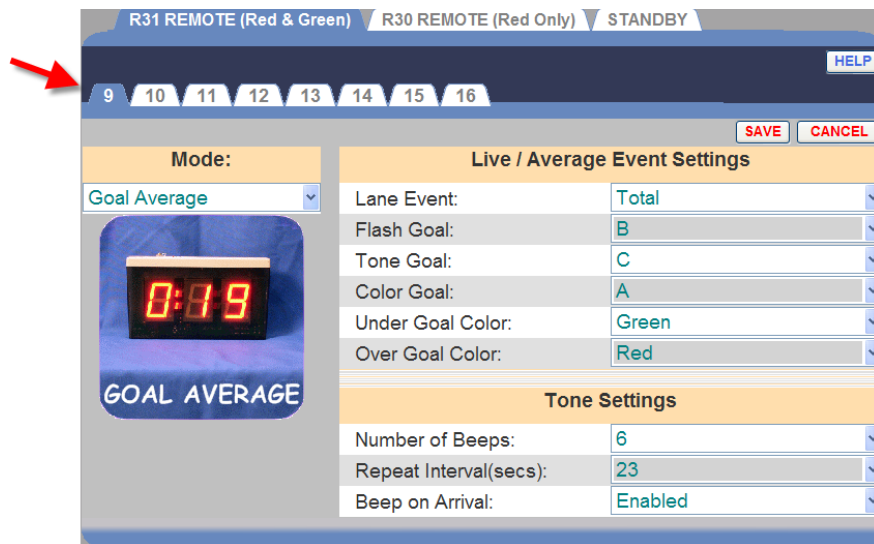 R31 REMOTE (Red & Green) R30 REMOTE (Red Only) STANDBY
HELP
9 10 11 12 13 14 15 16
SAVE CANCEL
Mode:
Goal Average
0:19
GOAL AVERAGE
Live / Average Event Settings
Lane Event: Total
Flash Goal: B
Tone Goal: C
Color Goal: A
Under Goal Color: Green
Over Goal Color: Red
Tone Settings
Number of Beeps: 6
Repeat Interval(secs): 23
Beep on Arrival: Enabled